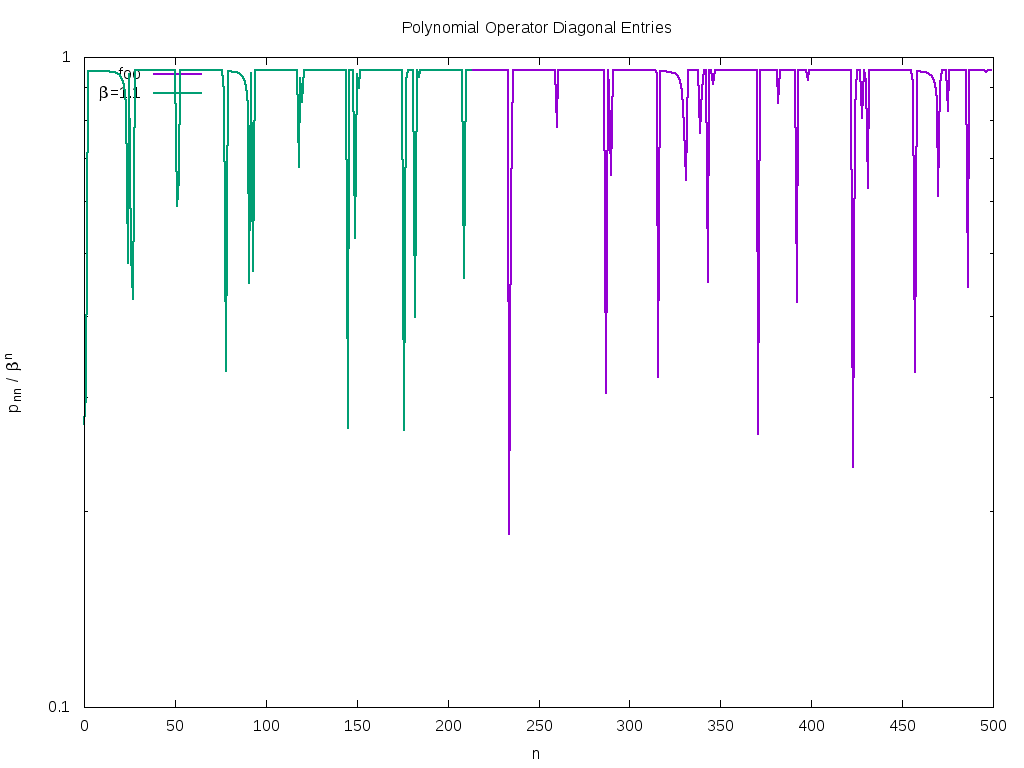 Polynomial Operator Diagonal Entries
1
foo
β=1.1
p_nn / β^n
0.1
0 50 100 150 200 250 300 350 400 450 500
n